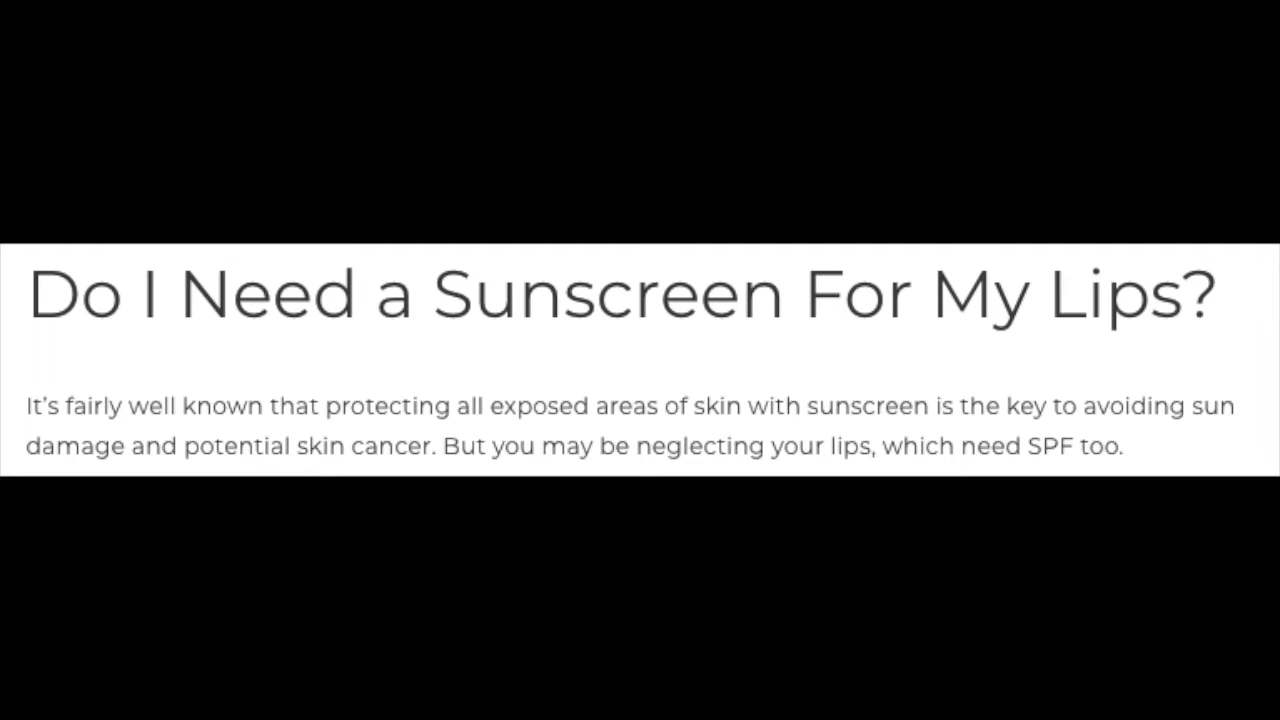 Do I Need a Sunscreen For My Lips?
It’s fairly well known that protecting all exposed areas of skin with sunscreen is the key to avoiding sun
damage and potential skin cancer. But you may be neglecting your lips, which need SPF too.